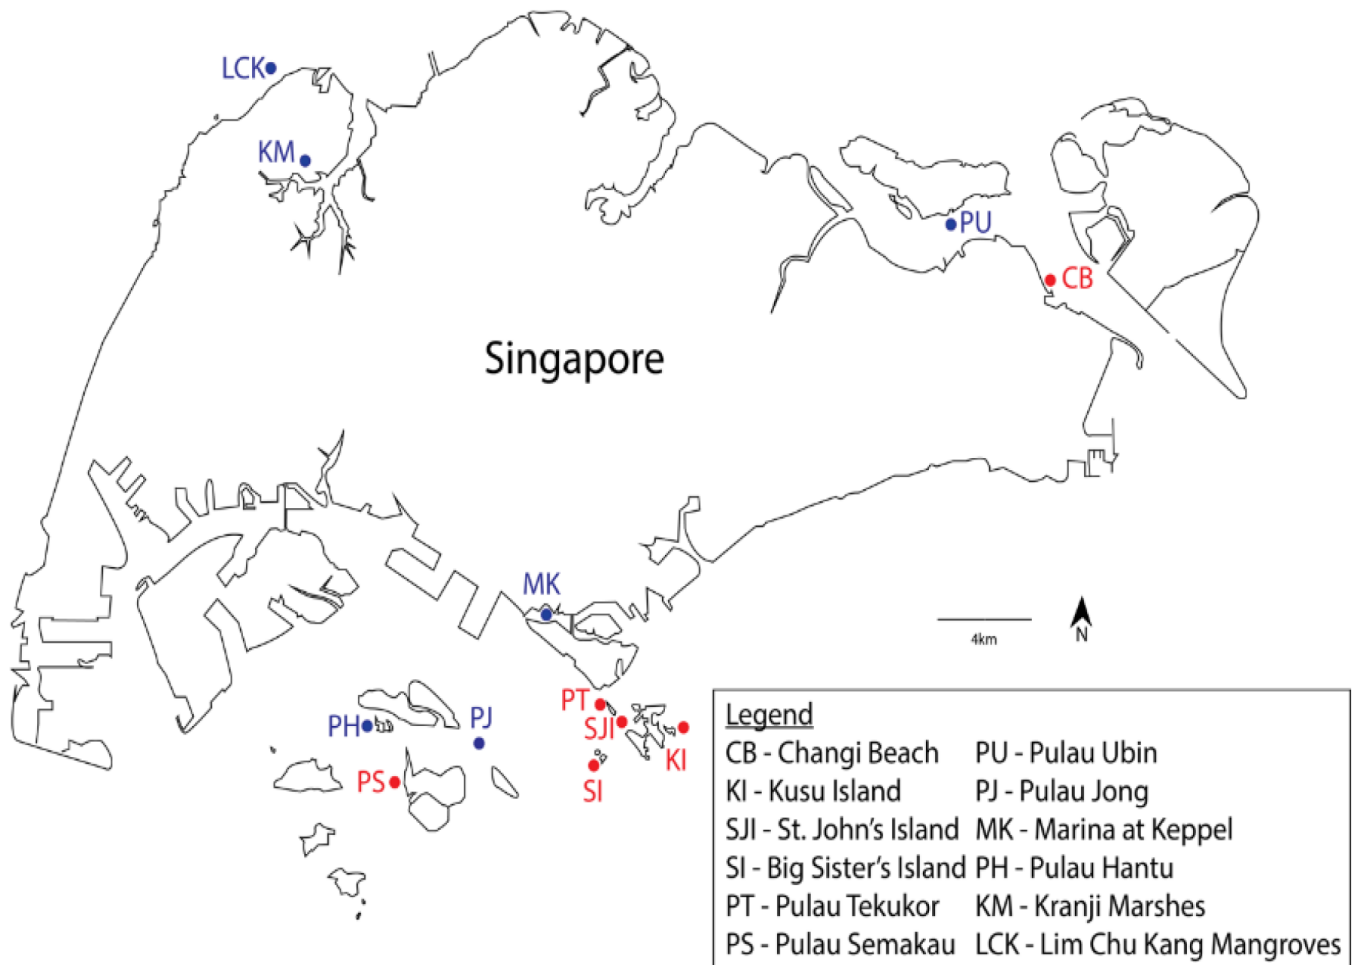 LCK
KM
PU
CB
Singapore
MK
4km
N
PT
SJI
KI
PH
PJ
SI
PS
Legend
CB - Changi Beach PU - Pulau Ubin
KI - Kusu Island PJ - Pulau Jong
SJI - St. John's Island MK - Marina at Keppel
SI - Big Sister's Island PH - Pulau Hantu
PT - Pulau Tekukor KM - Kranji Marshes
PS - Pulau Semakau LCK - Lim Chu Kang Mangroves